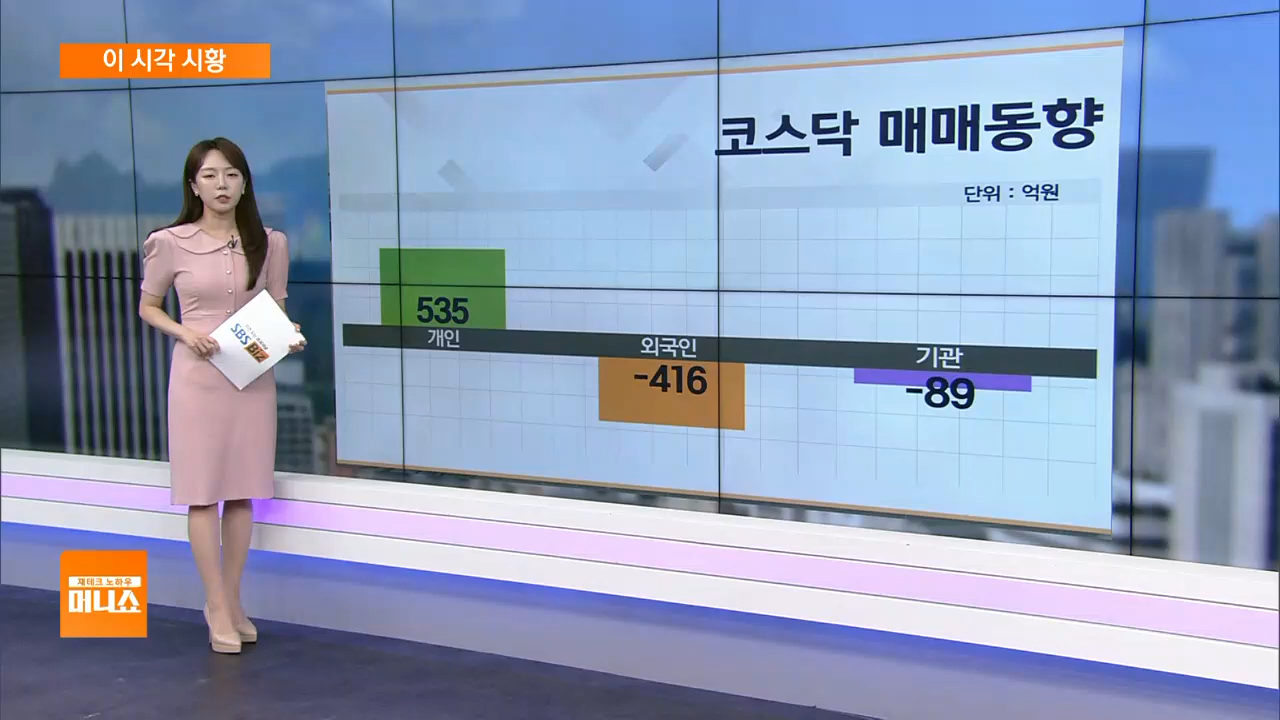 이 시각 시황
코스닥 매매동향
단위 : 억원
535
개인
외국인
-416
기관
-89
SBS Biz
재테크 노하우
머니쇼